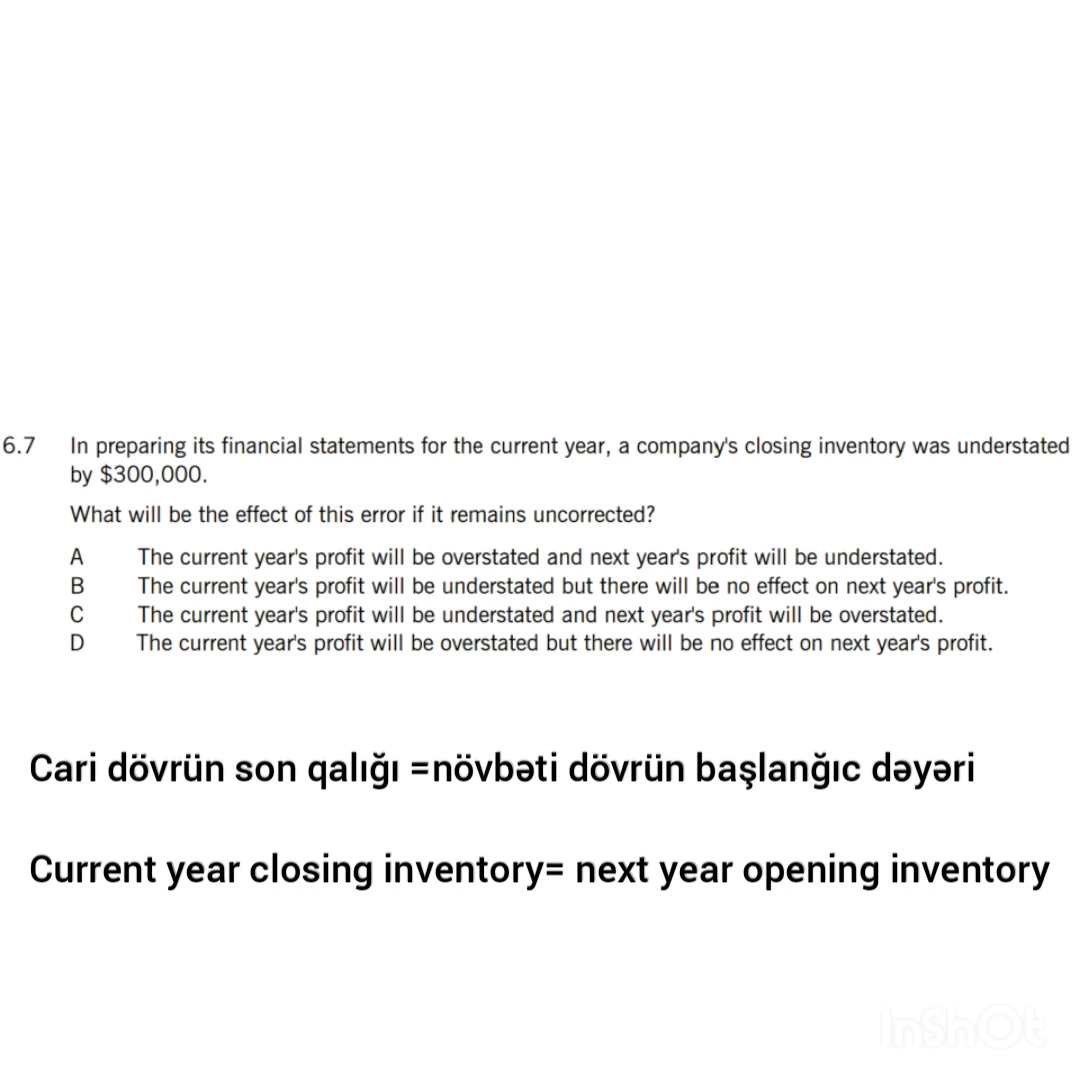 6.7 In preparing its financial statements for the current year, a company's closing inventory was understated
by $300,000.
What will be the effect of this error if it remains uncorrected?
A The current year's profit will be overstated and next year's profit will be understated.
B The current year's profit will be understated but there will be no effect on next year's profit.
C The current year's profit will be understated and next year's profit will be overstated.
D The current year's profit will be overstated but there will be no effect on next year's profit.
Cari dövrün son qalığı =növbəti dövrün başlanğıc dəyəri
Current year closing inventory= next year opening inventory
InShOt